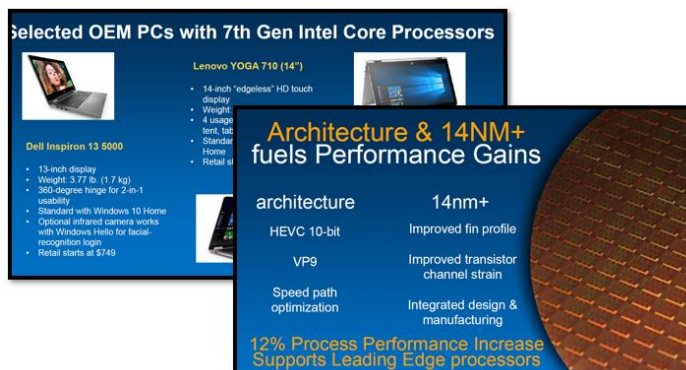 Selected OEM PCs with 7th Gen Intel Core Processors
Lenovo YOGA 710 (14”)
• 14-inch “edgeless” HD touch
display
• Weight:
• 4 usage
tent,
• Standar
Home
• Retail
Dell Inspiron 13 5000
• 13-inch display
• Weight: 3.77 lb. (1.7 kg)
• 360-degree hinge for 2-in-1
usability
• Standard with Windows 10 Home
• Optional infrared camera works
with Windows Hello for facial-
recognition login
• Retail starts at $749
Architecture & 14NM+
fuels Performance Gains
architecture
HEVC 10-bit
VP9
Speed path
optimization
14nm+
Improved fin profile
Improved transistor
channel strain
Integrated design &
manufacturing
12% Process Performance Increase
Supports Leading Edge processors